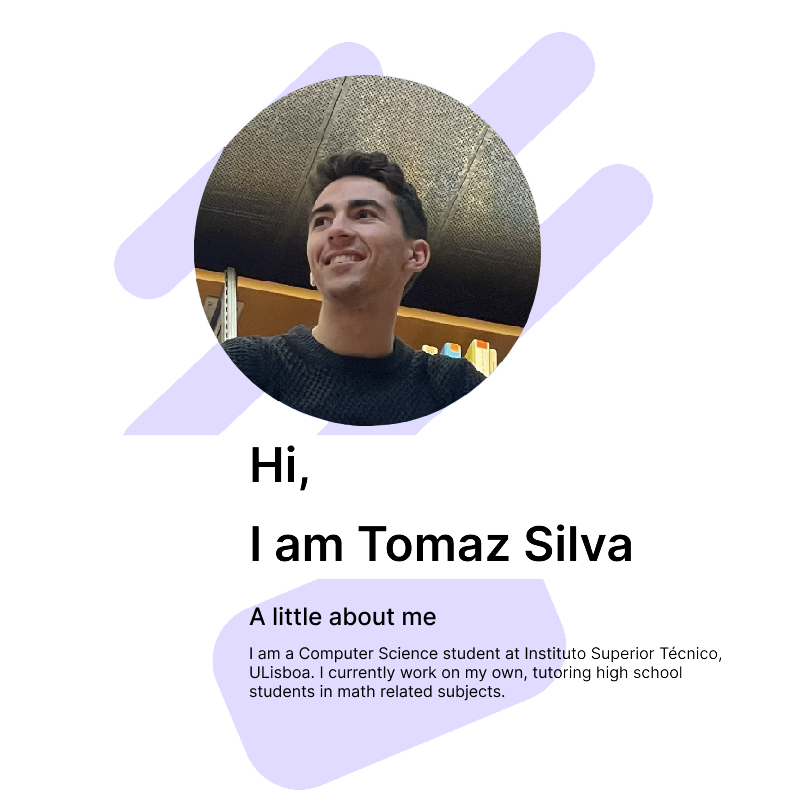 Hi,
I am Tomaz Silva
A little about me
I am a Computer Science student at Instituto Superior Técnico,
ULisboa. I currently work on my own, tutoring high school
students in math related subjects.